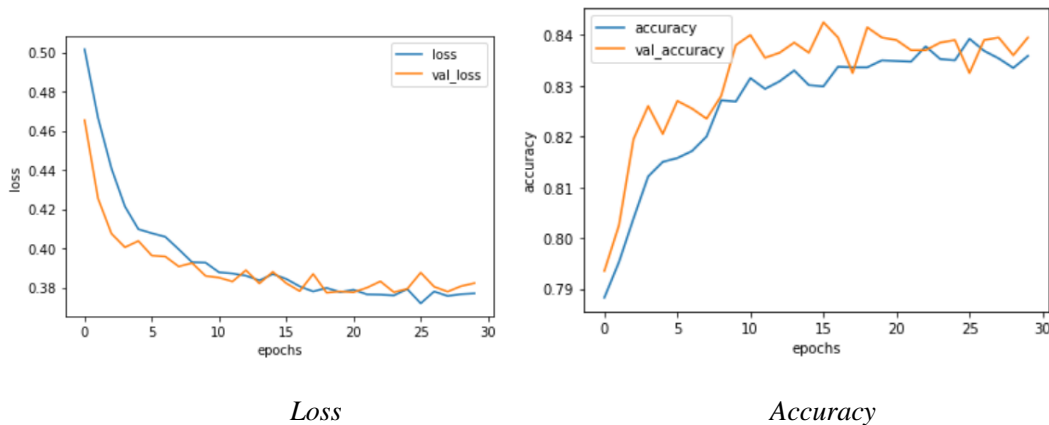 loss
val_loss
0.50
0.48
0.46
0.44
0.42
0.40
0.38
loss
0 5 10 15 20 25 30
epochs
Loss
accuracy
val_accuracy
0.84
0.83
0.82
0.81
0.80
0.79
accuracy
0 5 10 15 20 25 30
epochs
Accuracy